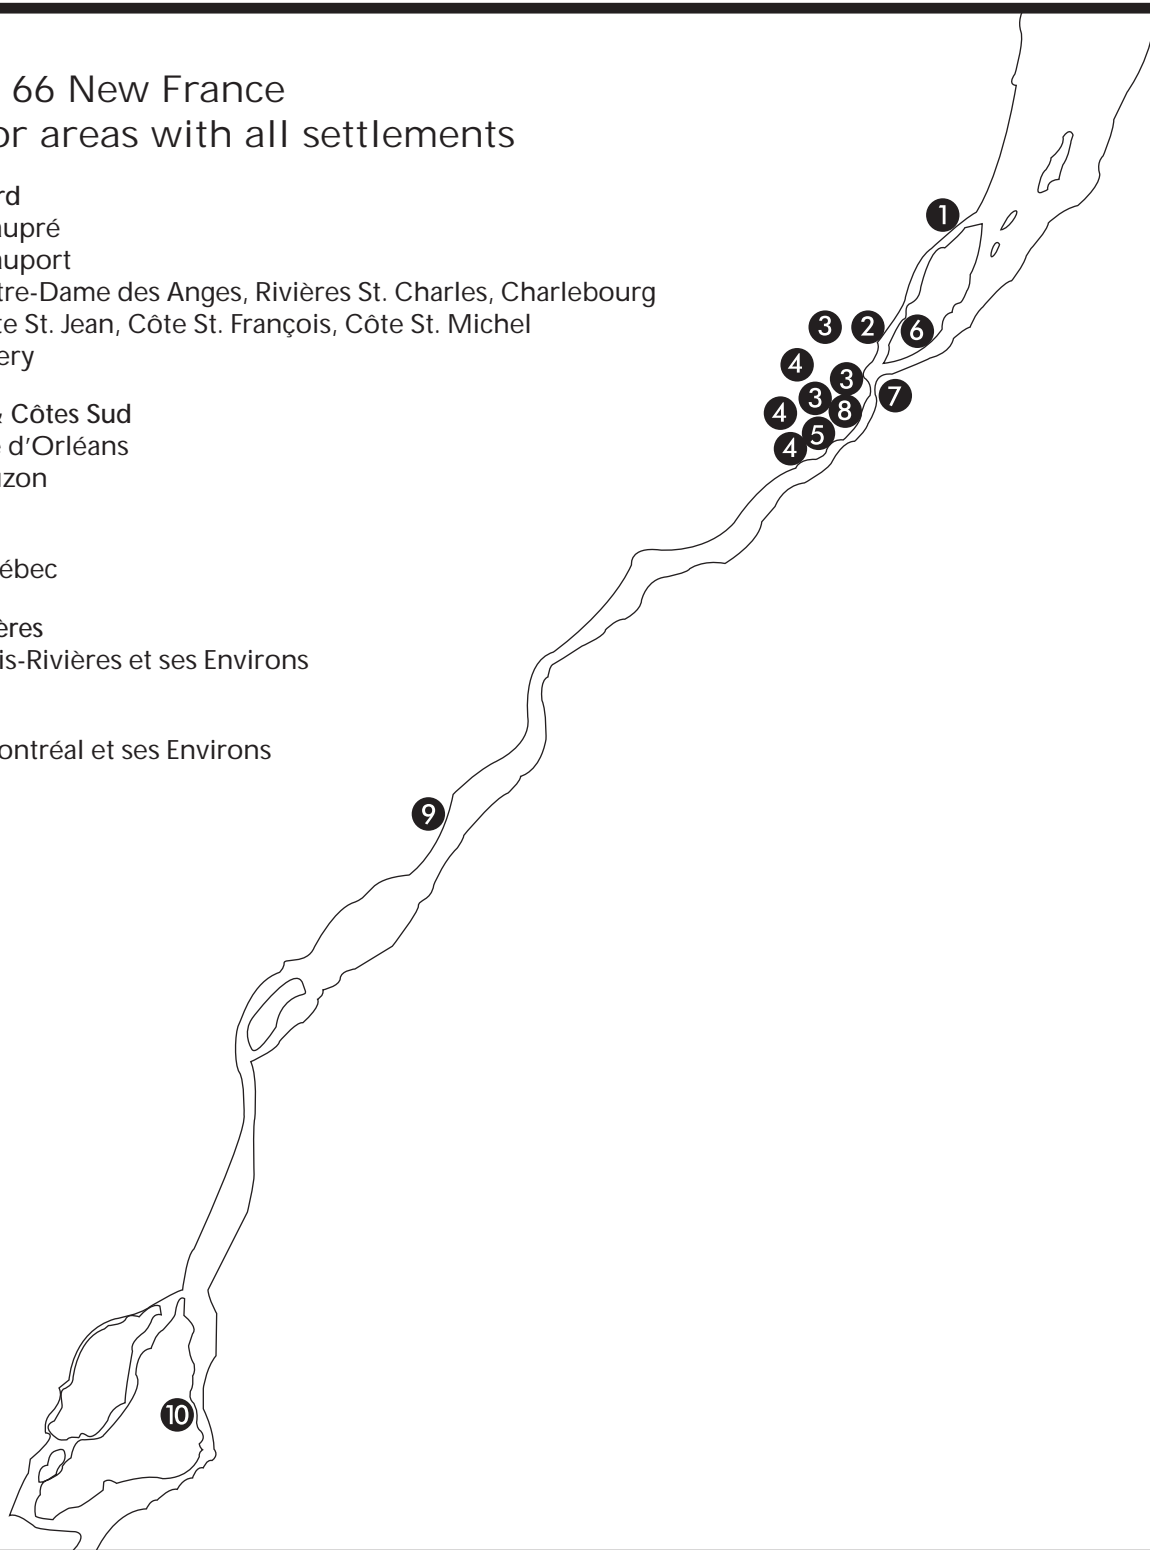 66 New France
or areas with all settlements
rd
aupré
auport
tre-Dame des Anges, Rivières St. Charles, Charlebourg
te St. Jean, Côte St. François, Côte St. Michel
ery
& Côtes Sud
e d'Orléans
uzon
ébec
ères
is-Rivières et ses Environs
ontréal et ses Environs
1
3 2 6
4
3
3 7
4 8
5
4
9
10